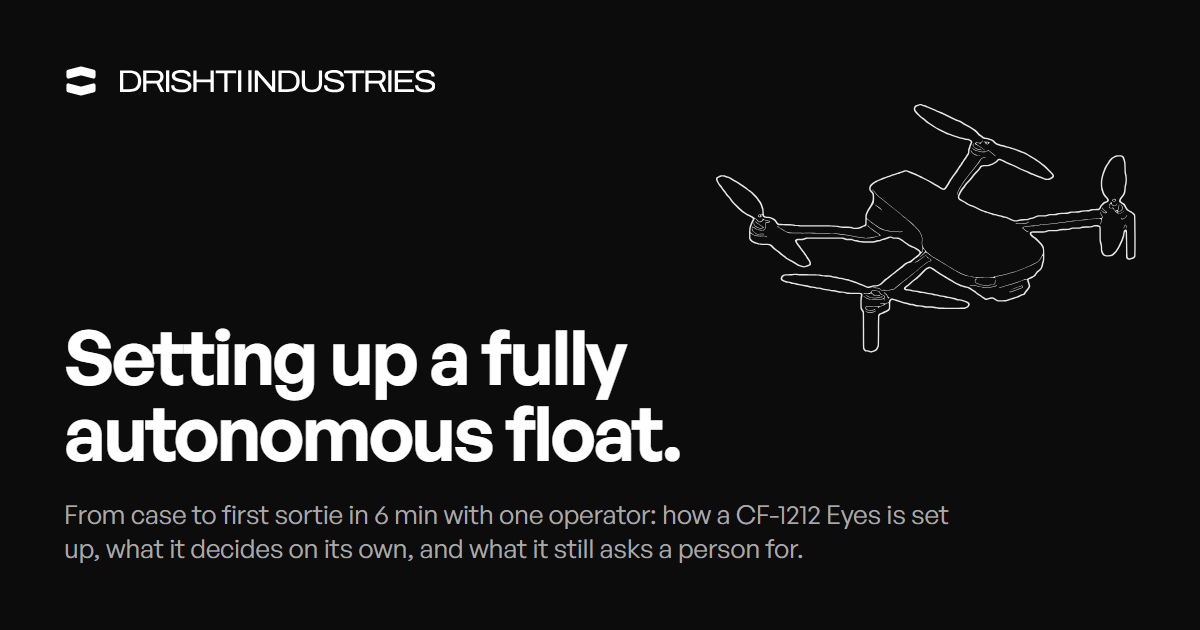 DRISHTI INDUSTRIES
Setting up a fully
autonomous float.
From case to first sortie in 6 min with one operator: how a CF-1212 Eyes is set
up, what it decides on its own, and what it still asks a person for.